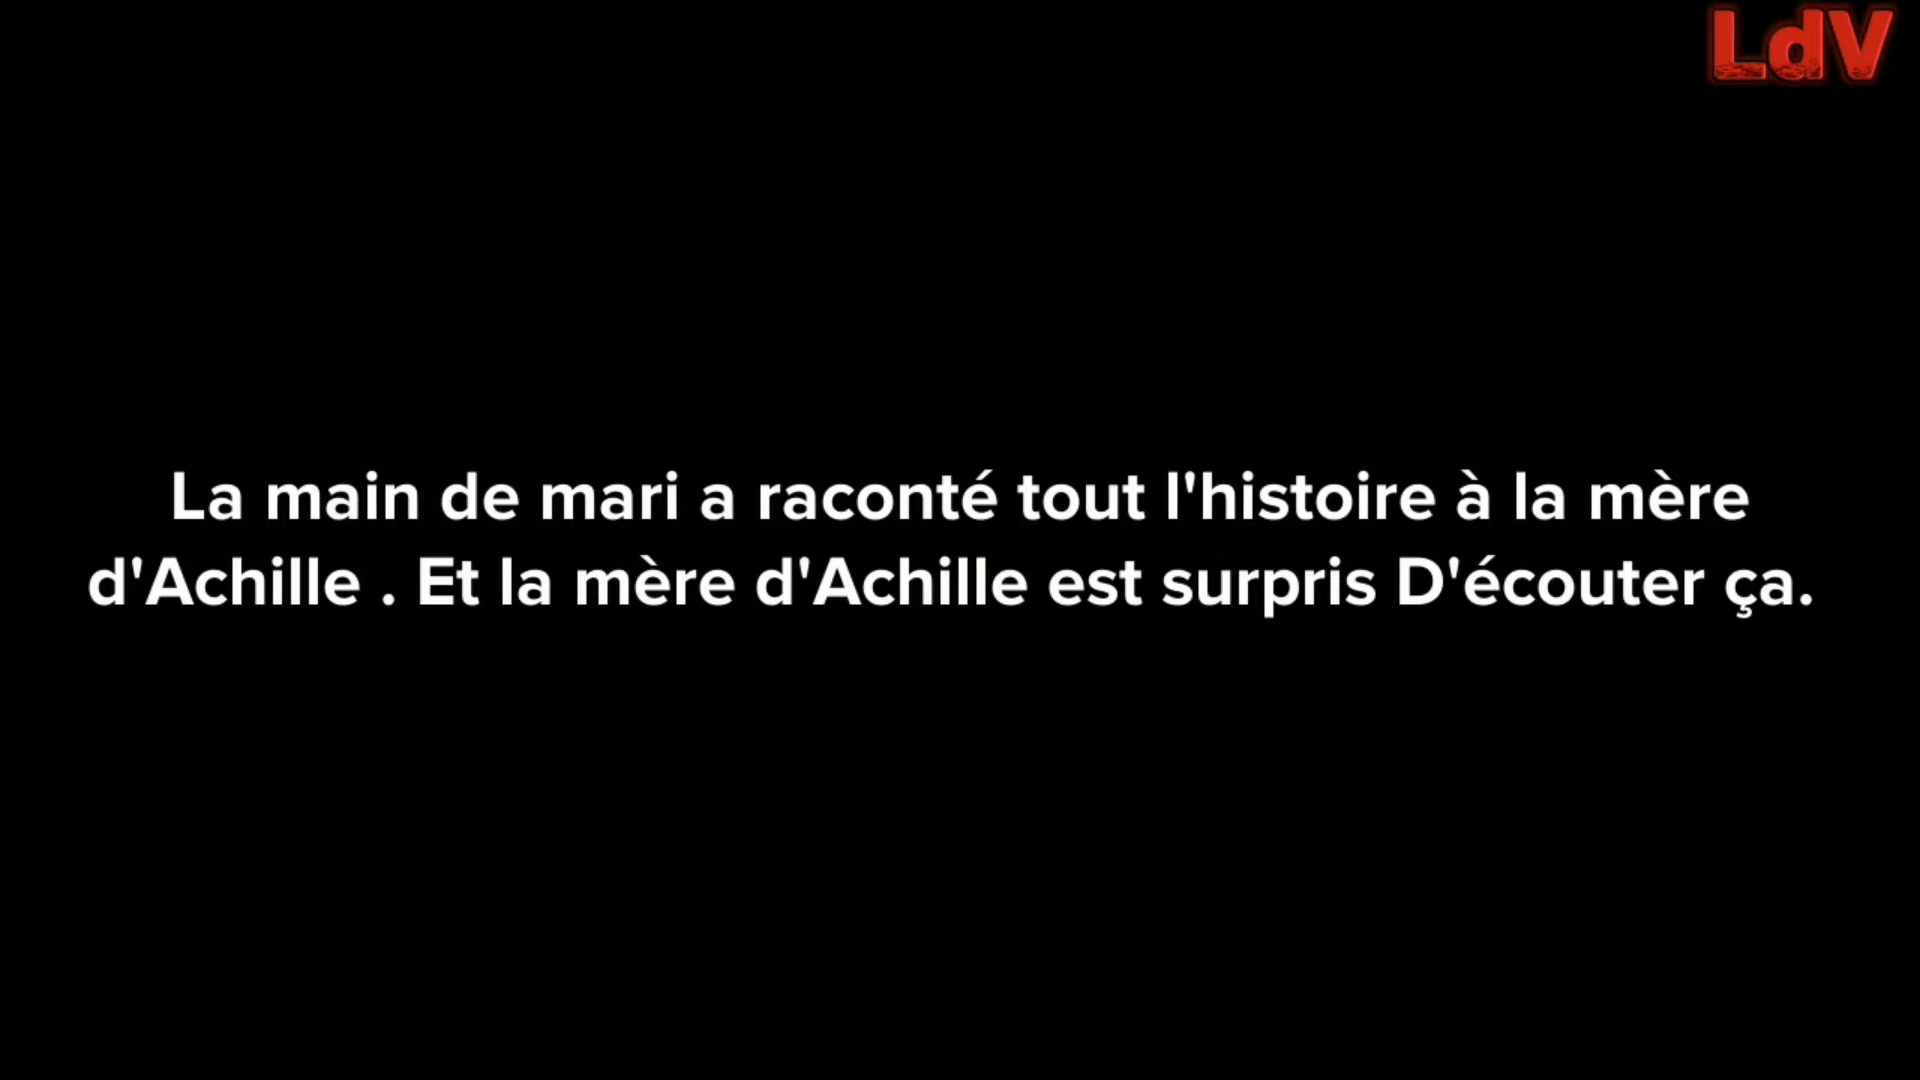 LdV
La main de mari a raconté tout l'histoire à la mère
d'Achille . Et la mère d'Achille est surpris D'écouter ça.